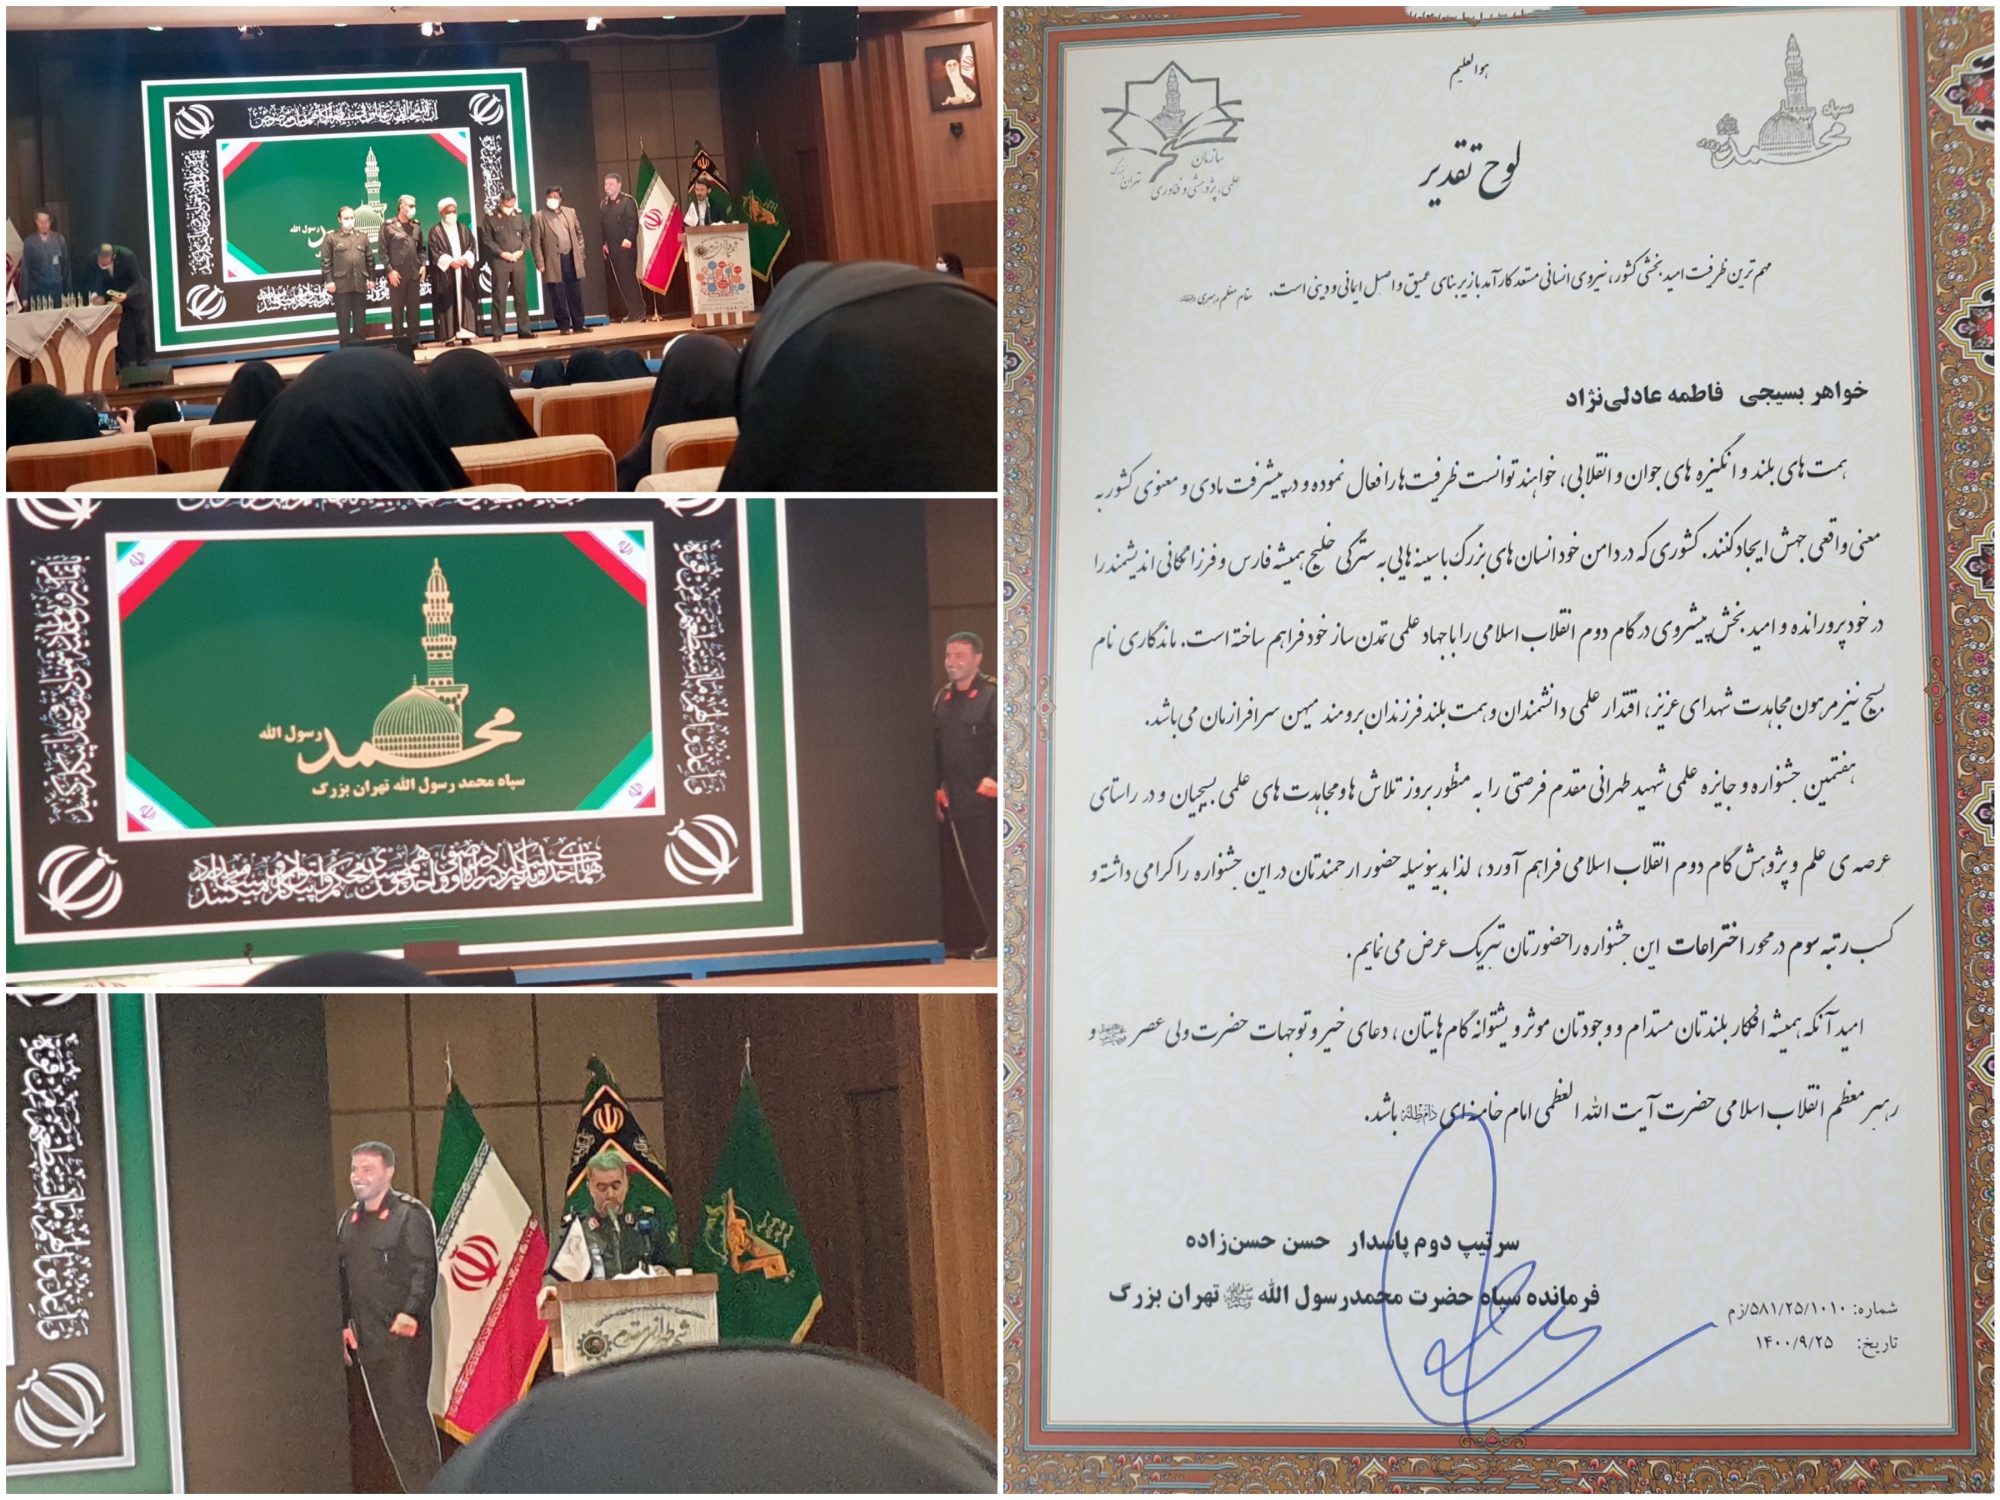 رسول الله
محمد
رسول الله
سپاه محمد رسول الله تهران بزرگ
هو العلیم
سپاه
محمد
سازمان
علمی، پژوهشی و فناوری
تهران بزرگ
لوح تقدیر
مهم ترین ظرفیت امید بخش کشور، نیروی انسانی مستعد کارآمد با زیر بنای عمیق و اصیل ایمانی و دینی است. مقام معظم رهبری
خواهر بسیجی فاطمه عادلی‌نژاد
همت های بلند و انگیزه های جوان و انقلابی، خواهند توانست ظرفیت ها را فعال نموده و در پیشرفت مادی و معنوی کشور به
معنی واقعی جهش ایجاد کنند. کشوری که در دامن خود انسان های بزرگ با سینه هایی به سترگی خلیج همیشه فارس و فرزانگانی اندیشمند را
در خود پرورانده و امید بخش پیشروی در گام دوم انقلاب اسلامی را با جهاد علمی تمدن ساز خود فراهم ساخته است. ماندگاری نام
بسیج نیز مرهون مجاهدت شهدای عزیز، اقتدار علمی دانشمندان و همت بلند فرزندان برومند میهن سرافرازمان می باشد.
هفتمین جشنواره و جایزه علمی شهید طهرانی مقدم فرصتی را به منظور بروز تلاش ها و مجاهدت های علمی بسیجیان و در راستای
عرصه ی علم و پژوهش گام دوم انقلاب اسلامی فراهم آورد، لذا بدینوسیله حضور ارجمندتان در این جشنواره را گرامی داشته و
کسب رتبه سوم در محور اختراعات این جشنواره را حضورتان تبریک عرض می نمایم.
امید آنکه همیشه افکار بلندتان مستدام و وجودتان موثر و پشتوانه گام هایتان، دعای خیر و توجهات حضرت ولی عصر و
رهبر معظم انقلاب اسلامی حضرت آیت الله العظمی امام خامنه ای باشد.
سرتیپ دوم پاسدار حسن حسن‌زاده
فرمانده سپاه حضرت محمدرسول الله تهران بزرگ
شماره: ۵۸۱/۲۵/۱۰۱۰/زم
تاریخ: ۱۴۰۰/۹/۲۵